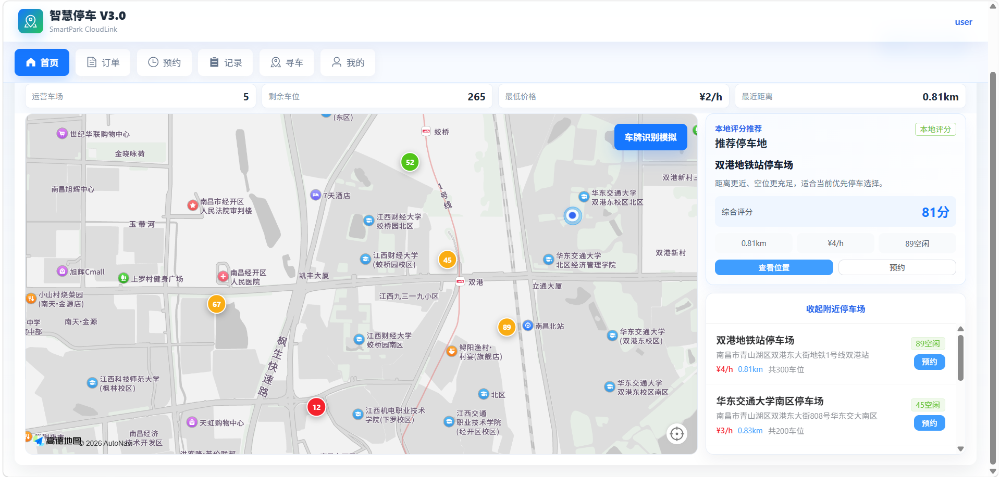 智慧停车 V3.0
SmartPark CloudLink
user
首页
订单
预约
记录
寻车
我的
运营车场 5
剩余车位 265
最低价格 ¥2/h
最近距离 0.81km
(东区)
蛟桥
车牌识别模拟
世纪华联购物中心
金晓咏荷
52
双港新村三
南昌旭辉中心
7天酒店
1号线
华东交通大学
双港东校区北区
南昌市经开区
人民法院审判楼
江西财经大学
蛟桥园北区
玉带河
江西财经大学
(蛟桥园校区)
45
华东交通大学
北区经济管理学院
双港新村
旭辉Cmall
上罗村健身广场
南昌经开区
人民医院
凯丰大厦
双港
立通大厦
小山村烧菜园
(南天•金源店)
67
江西九三一九小区
中学
高中部
南天•金源
89
南昌北站
江西财经大学
蛟桥园南区
华东交通大学
(双港东校区)
枫生快速路
鲟阳渔村•
村宴(旗舰店)
江西科技师范大学
(枫林校区)
华东交通大学
双港东校区南区
北区
12
江西机电职业技术
学院(下罗校区)
江西交通
职业技术学院
(经开区校区)
天虹购物中心
南昌经济
技术开发区
高德地图
© 2026 AutoNavi
本地评分推荐
本地评分
推荐停车地
双港地铁站停车场
距离更近、空位更充足，适合当前优先停车选择。
综合评分 81分
0.81km ¥4/h 89空闲
查看位置 预约
收起附近停车场
双港地铁站停车场
89空闲
南昌市青山湖区双港东大街地铁1号线双港站
预约
¥4/h 0.81km 共300车位
华东交通大学南区停车场
45空闲
南昌市青山湖区双港东大街808号华东交大南区
预约
¥3/h 0.83km 共200车位